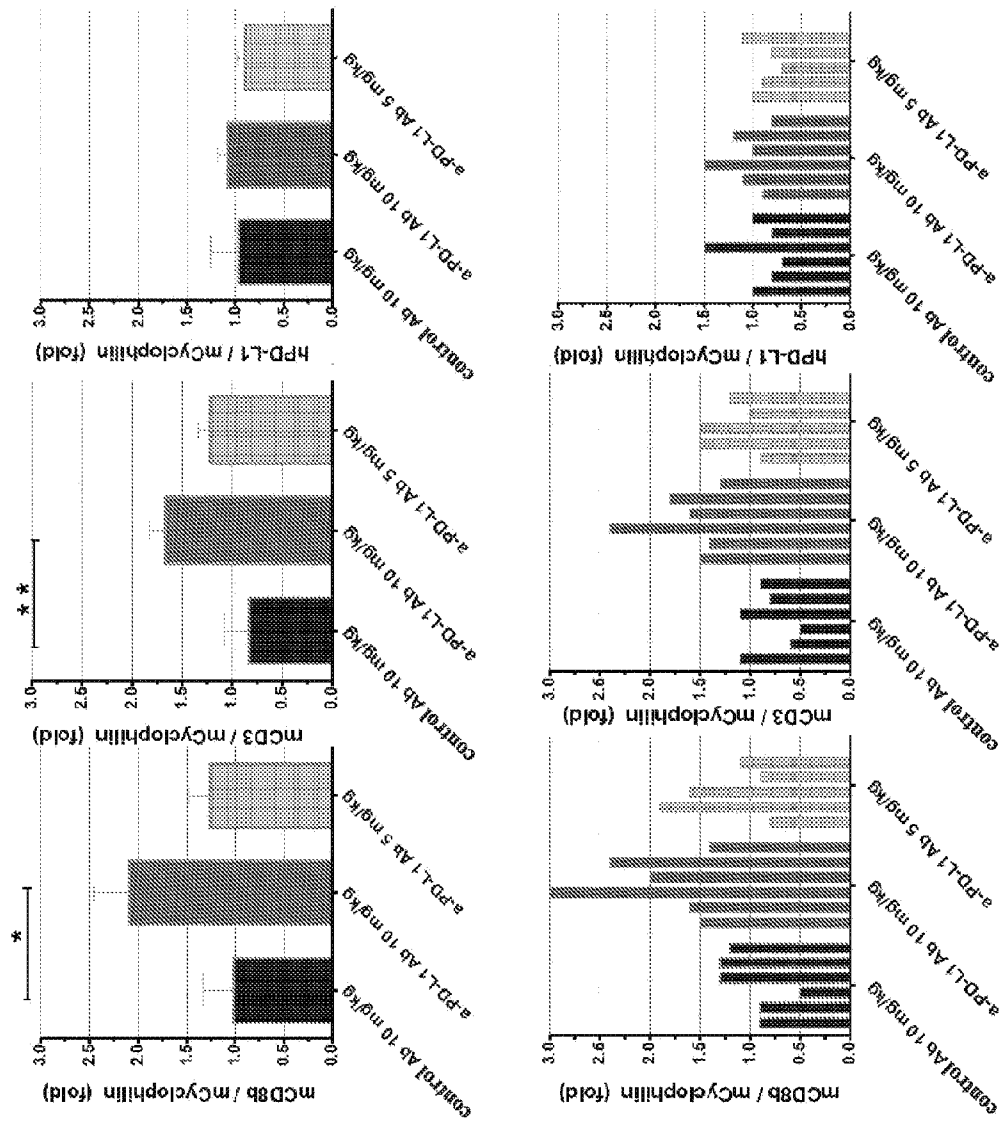 *
mCD8b / mCyclophilin (fold)
3.0
2.5
2.0
1.5
1.0
0.5
0.0
control Ab 10 mg/kg
a-PD-L1 Ab 10 mg/kg
a-PD-L1 Ab 5 mg/kg
**
mCD3 / mCyclophilin (fold)
3.0
2.5
2.0
1.5
1.0
0.5
0.0
control Ab 10 mg/kg
a-PD-L1 Ab 10 mg/kg
a-PD-L1 Ab 5 mg/kg
hPD-L1 / mCyclophilin (fold)
3.0
2.5
2.0
1.5
1.0
0.5
0.0
control Ab 10 mg/kg
a-PD-L1 Ab 10 mg/kg
a-PD-L1 Ab 5 mg/kg
mCD8b / mCyclophilin (fold)
3.0
2.5
2.0
1.5
1.0
0.5
0.0
control Ab 10 mg/kg
a-PD-L1 Ab 10 mg/kg
a-PD-L1 Ab 5 mg/kg
mCD3 / mCyclophilin (fold)
3.0
2.5
2.0
1.5
1.0
0.5
0.0
control Ab 10 mg/kg
a-PD-L1 Ab 10 mg/kg
a-PD-L1 Ab 5 mg/kg
hPD-L1 / mCyclophilin (fold)
3.0
2.5
2.0
1.5
1.0
0.5
0.0
control Ab 10 mg/kg
a-PD-L1 Ab 10 mg/kg
a-PD-L1 Ab 5 mg/kg